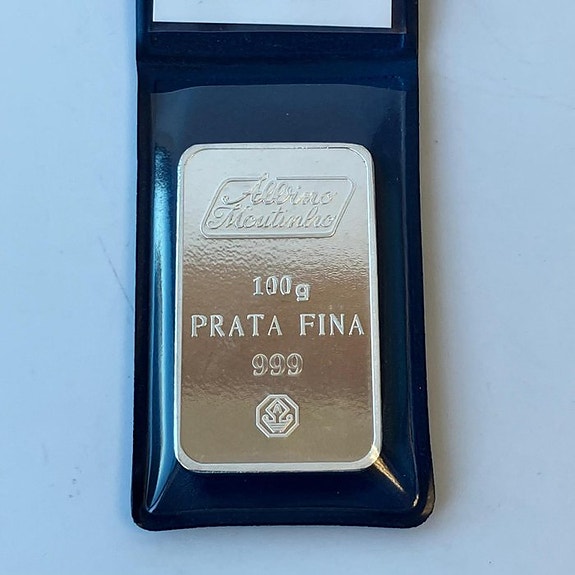 Albino
Moutinho
100g
PRATA FINA
999